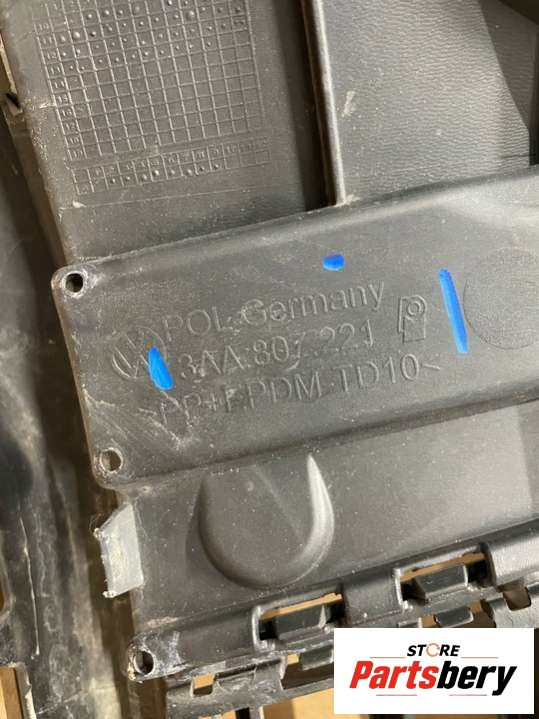 POL Germany
3AA.807.221
>PP+EPDM-TD10<
STORE
Partsbery